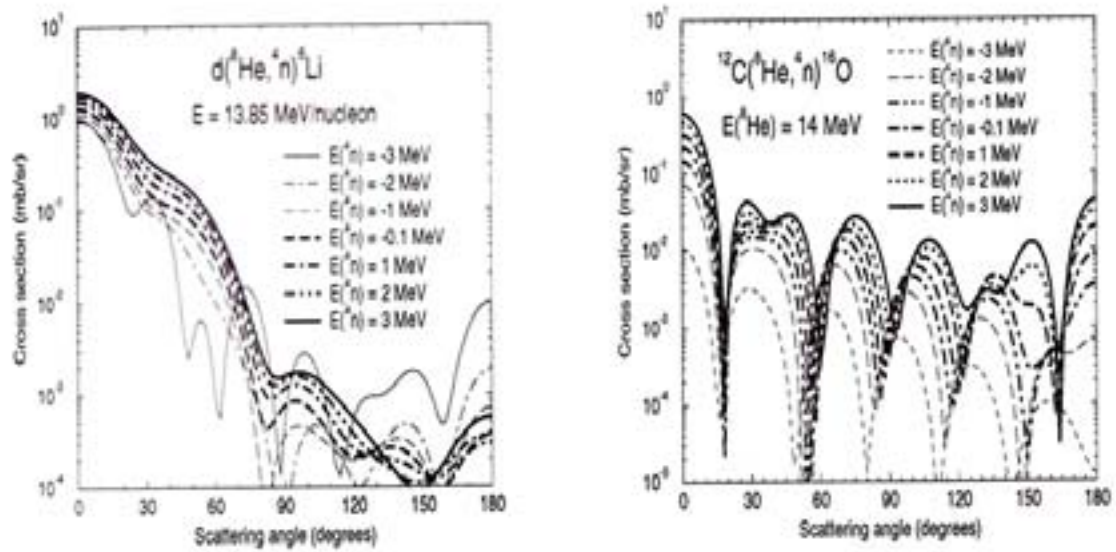 d(⁸He,⁴n)⁶Li
E = 13.85 MeV/nucleon
E(⁴n) = -3 MeV
E(⁴n) = -2 MeV
E(⁴n) = -1 MeV
E(⁴n) = -0.1 MeV
E(⁴n) = 1 MeV
E(⁴n) = 2 MeV
E(⁴n) = 3 MeV
Cross section (mb/sr)
10¹
10⁰
10⁻¹
10⁻²
10⁻³
10⁻⁴
0 30 60 90 120 150 180
Scattering angle (degrees)
¹²C(⁸He,⁴n)¹⁶O
E(⁸He) = 14 MeV
E(⁴n) = -3 MeV
E(⁴n) = -2 MeV
E(⁴n) = -1 MeV
E(⁴n) = -0.1 MeV
E(⁴n) = 1 MeV
E(⁴n) = 2 MeV
E(⁴n) = 3 MeV
Cross section (mb/sr)
10¹
10⁰
10⁻¹
10⁻²
10⁻³
10⁻⁴
10⁻⁵
0 30 60 90 120 150 180
Scattering angle (degrees)